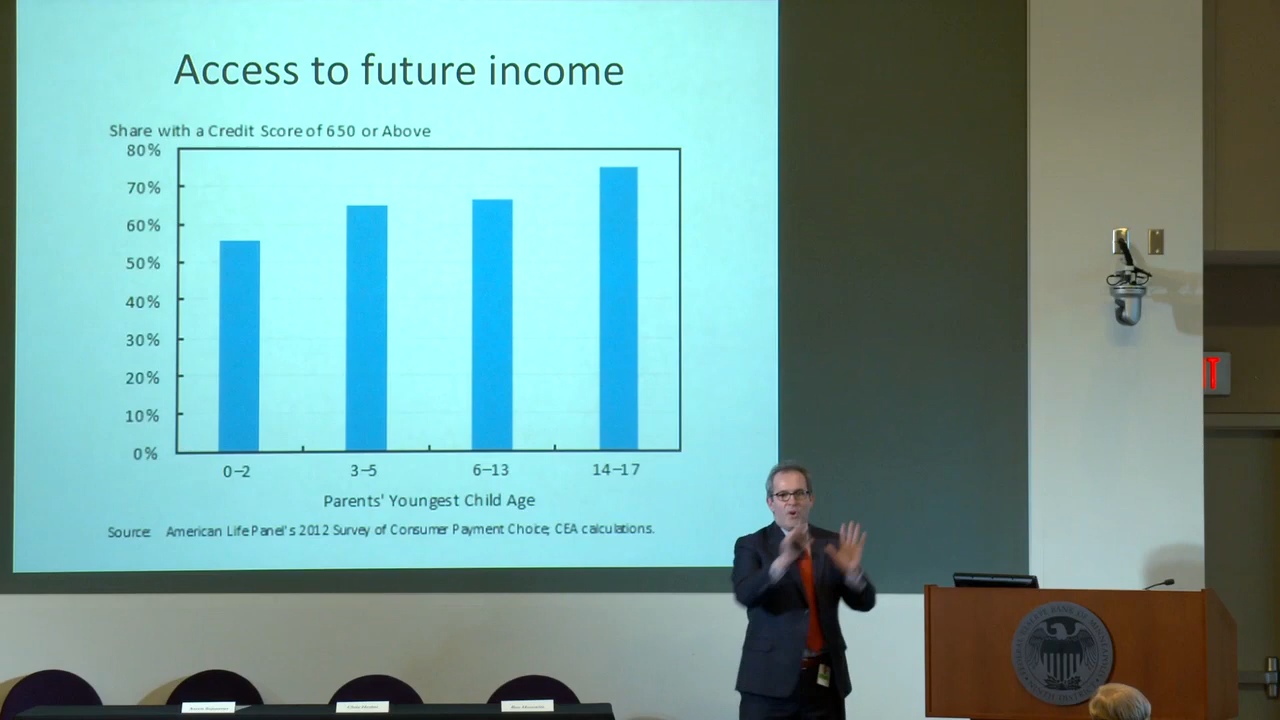 Access to future income
Share with a Credit Score of 650 or Above
80%
70%
60%
50%
40%
30%
20%
10%
0%
0–2 3–5 6–13 14–17
Parents' Youngest Child Age
Source: American Life Panel's 2012 Survey of Consumer Payment Choice; CEA calculations.
IT